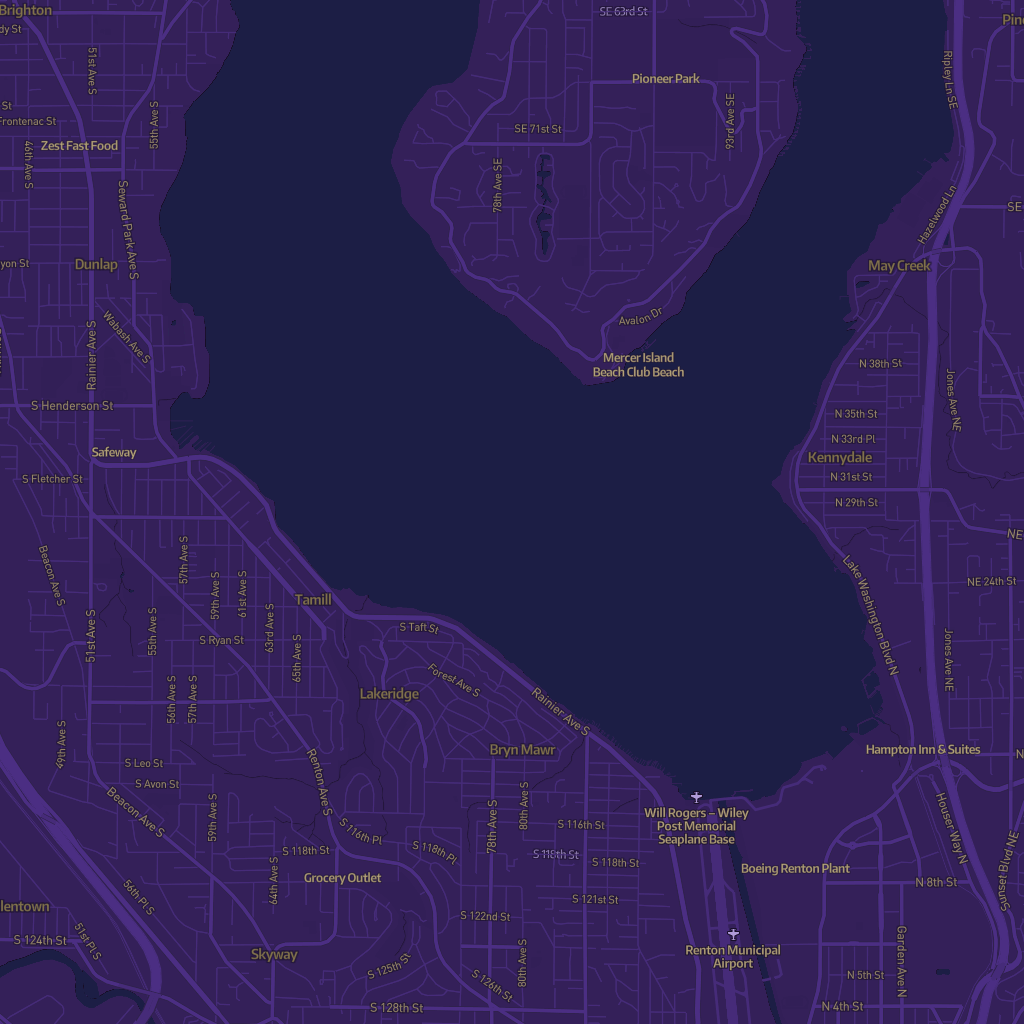 Brighton
SE 63rd St
51st Ave S
Ripley Ln SE
Pioneer Park
55th Ave S
93rd Ave SE
Frontenac St
SE 71st St
Zest Fast Food
46th Ave S
78th Ave SE
Seward Park Ave S
Hazelwood Ln
SE
Dunlap
May Creek
Avalon Dr
Wabash Ave S
Rainier Ave S
Mercer Island
Beach Club Beach
N 38th St
Jones Ave NE
S Henderson St
N 35th St
N 33rd Pl
Safeway
Kennydale
S Fletcher St
N 31st St
N 29th St
NE
Beacon Ave S
57th Ave S
59th Ave S
61st Ave S
NE 24th St
Lake Washington Blvd N
Tamill
63rd Ave S
51st Ave S
55th Ave S
S Taft St
S Ryan St
65th Ave S
Jones Ave NE
Forest Ave S
56th Ave S
57th Ave S
Lakeridge
Rainier Ave S
49th Ave S
Bryn Mawr
Hampton Inn & Suites
S Leo St
Renton Ave S
S Avon St
Beacon Ave S
59th Ave S
80th Ave S
78th Ave S
Will Rogers – Wiley
Post Memorial
Seaplane Base
S 116th St
S 116th Pl
Houser Way N
S 118th St
S 118th Pl
S 118th St
S 118th St
Boeing Renton Plant
Grocery Outlet
64th Ave S
N 8th St
Sunset Blvd NE
56th Pl S
S 121st St
S 122nd St
51st Pl S
S 124th St
Garden Ave N
Skyway
80th Ave S
Renton Municipal
Airport
S 125th St
N 5th St
S 126th St
S 128th St
N 4th St